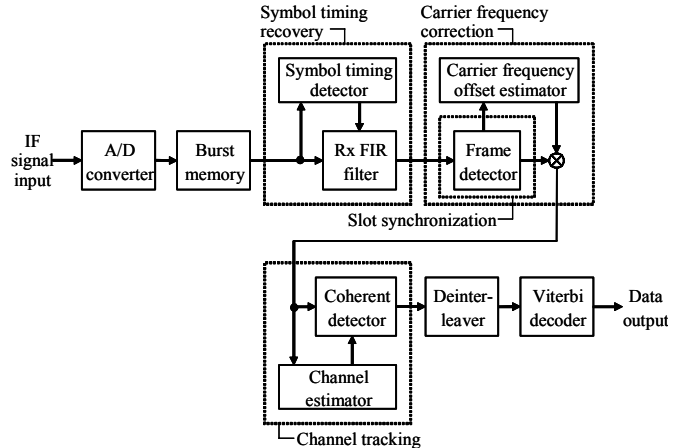 Symbol timing
recovery
Carrier frequency
correction
Symbol timing
detector
Carrier frequency
offset estimator
IF
signal
input
A/D
converter
Burst
memory
Rx FIR
filter
Frame
detector
Slot synchronization
Coherent
detector
Deinter-
leaver
Viterbi
decoder
Data
output
Channel
estimator
Channel tracking